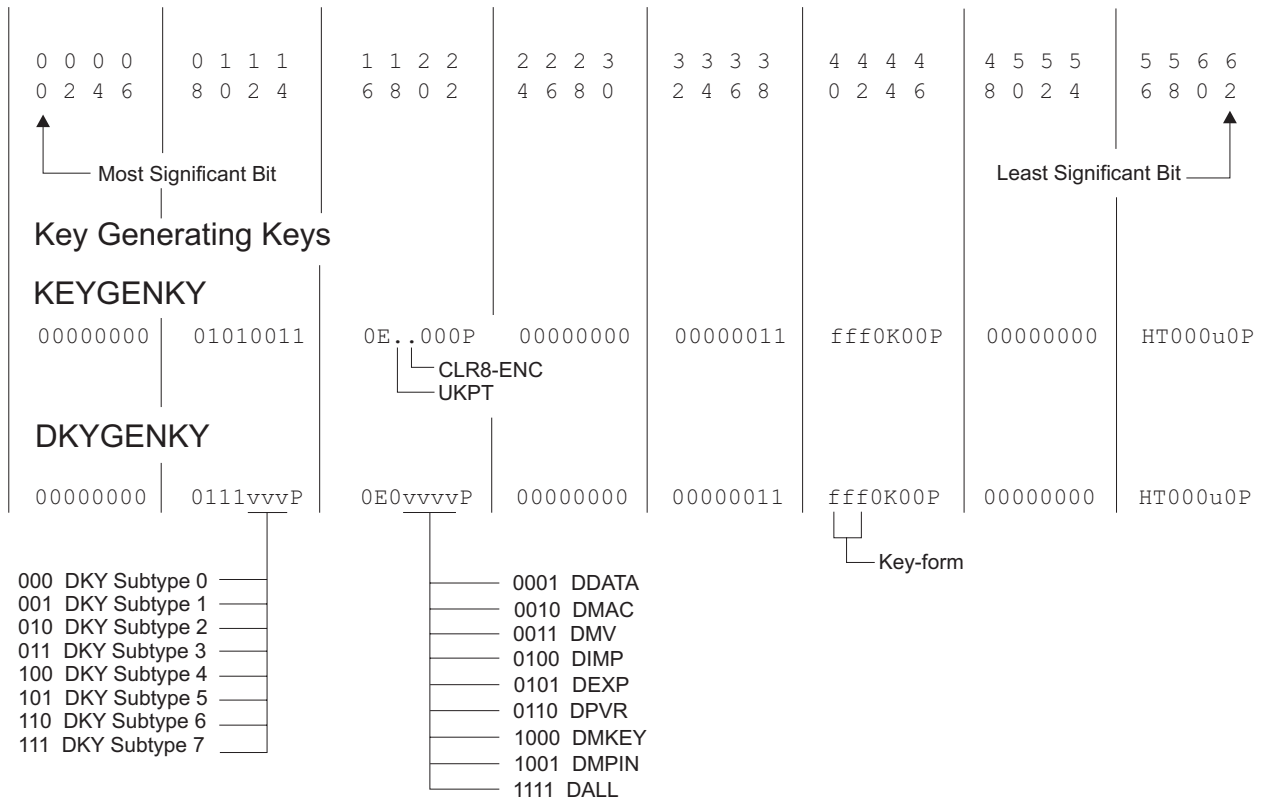 0 0 0 0 0 1 1 1 1 1 2 2 2 2 2 3 3 3 3 3 4 4 4 4 4 5 5 5 5 5 6 6
0 2 4 6 8 0 2 4 6 8 0 2 4 6 8 0 2 4 6 8 0 2 4 6 8 0 2 4 6 8 0 2
Most Significant Bit Least Significant Bit
Key Generating Keys
KEYGENKY
00000000 01010011 0E..000P 00000000 00000011 fff0K00P 00000000 HT000u0P
CLR8-ENC
UKPT
DKYGENKY
00000000 0111vvvP 0E0vvvvP 00000000 00000011 fff0K00P 00000000 HT000u0P
Key-form
000 DKY Subtype 0
001 DKY Subtype 1
010 DKY Subtype 2
011 DKY Subtype 3
100 DKY Subtype 4
101 DKY Subtype 5
110 DKY Subtype 6
111 DKY Subtype 7
0001 DDATA
0010 DMAC
0011 DMV
0100 DIMP
0101 DEXP
0110 DPVR
1000 DMKEY
1001 DMPIN
1111 DALL